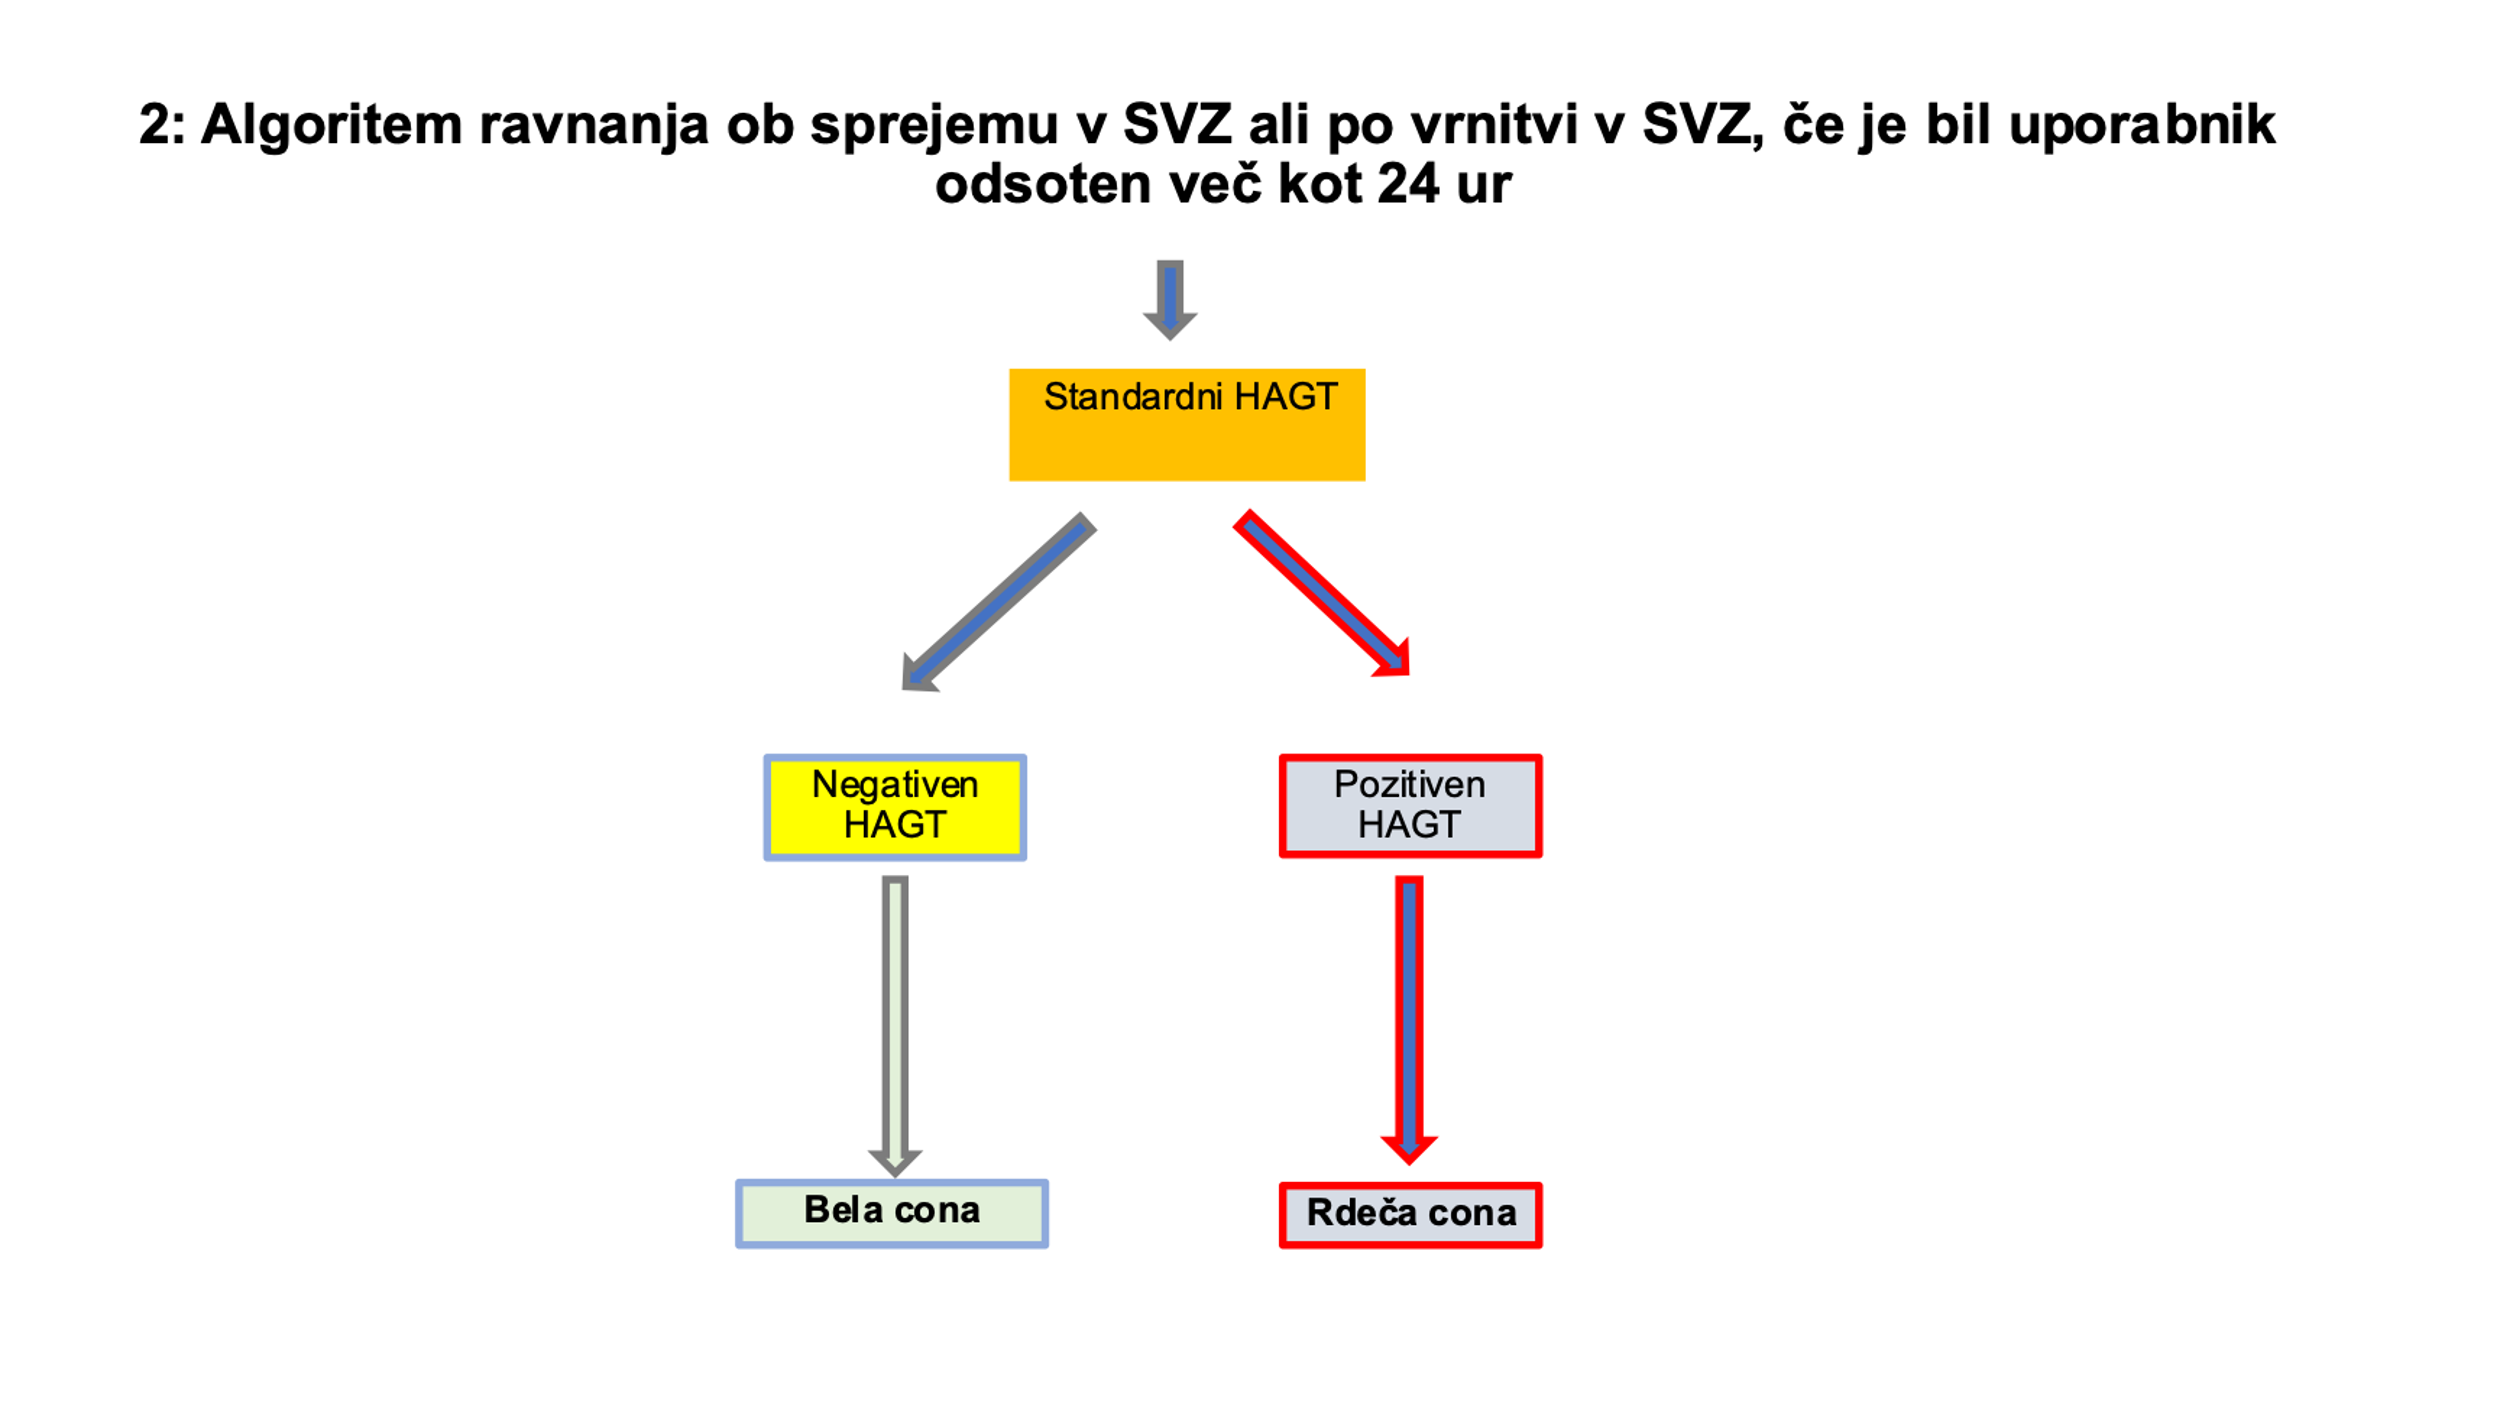 2: Algoritem ravnanja ob sprejemu v SVZ ali po vrnitvi v SVZ, če je bil uporabnik
odsoten več kot 24 ur
Standardni HAGT
Negativen
HAGT
Pozitiven
HAGT
Bela cona
Rdeča cona